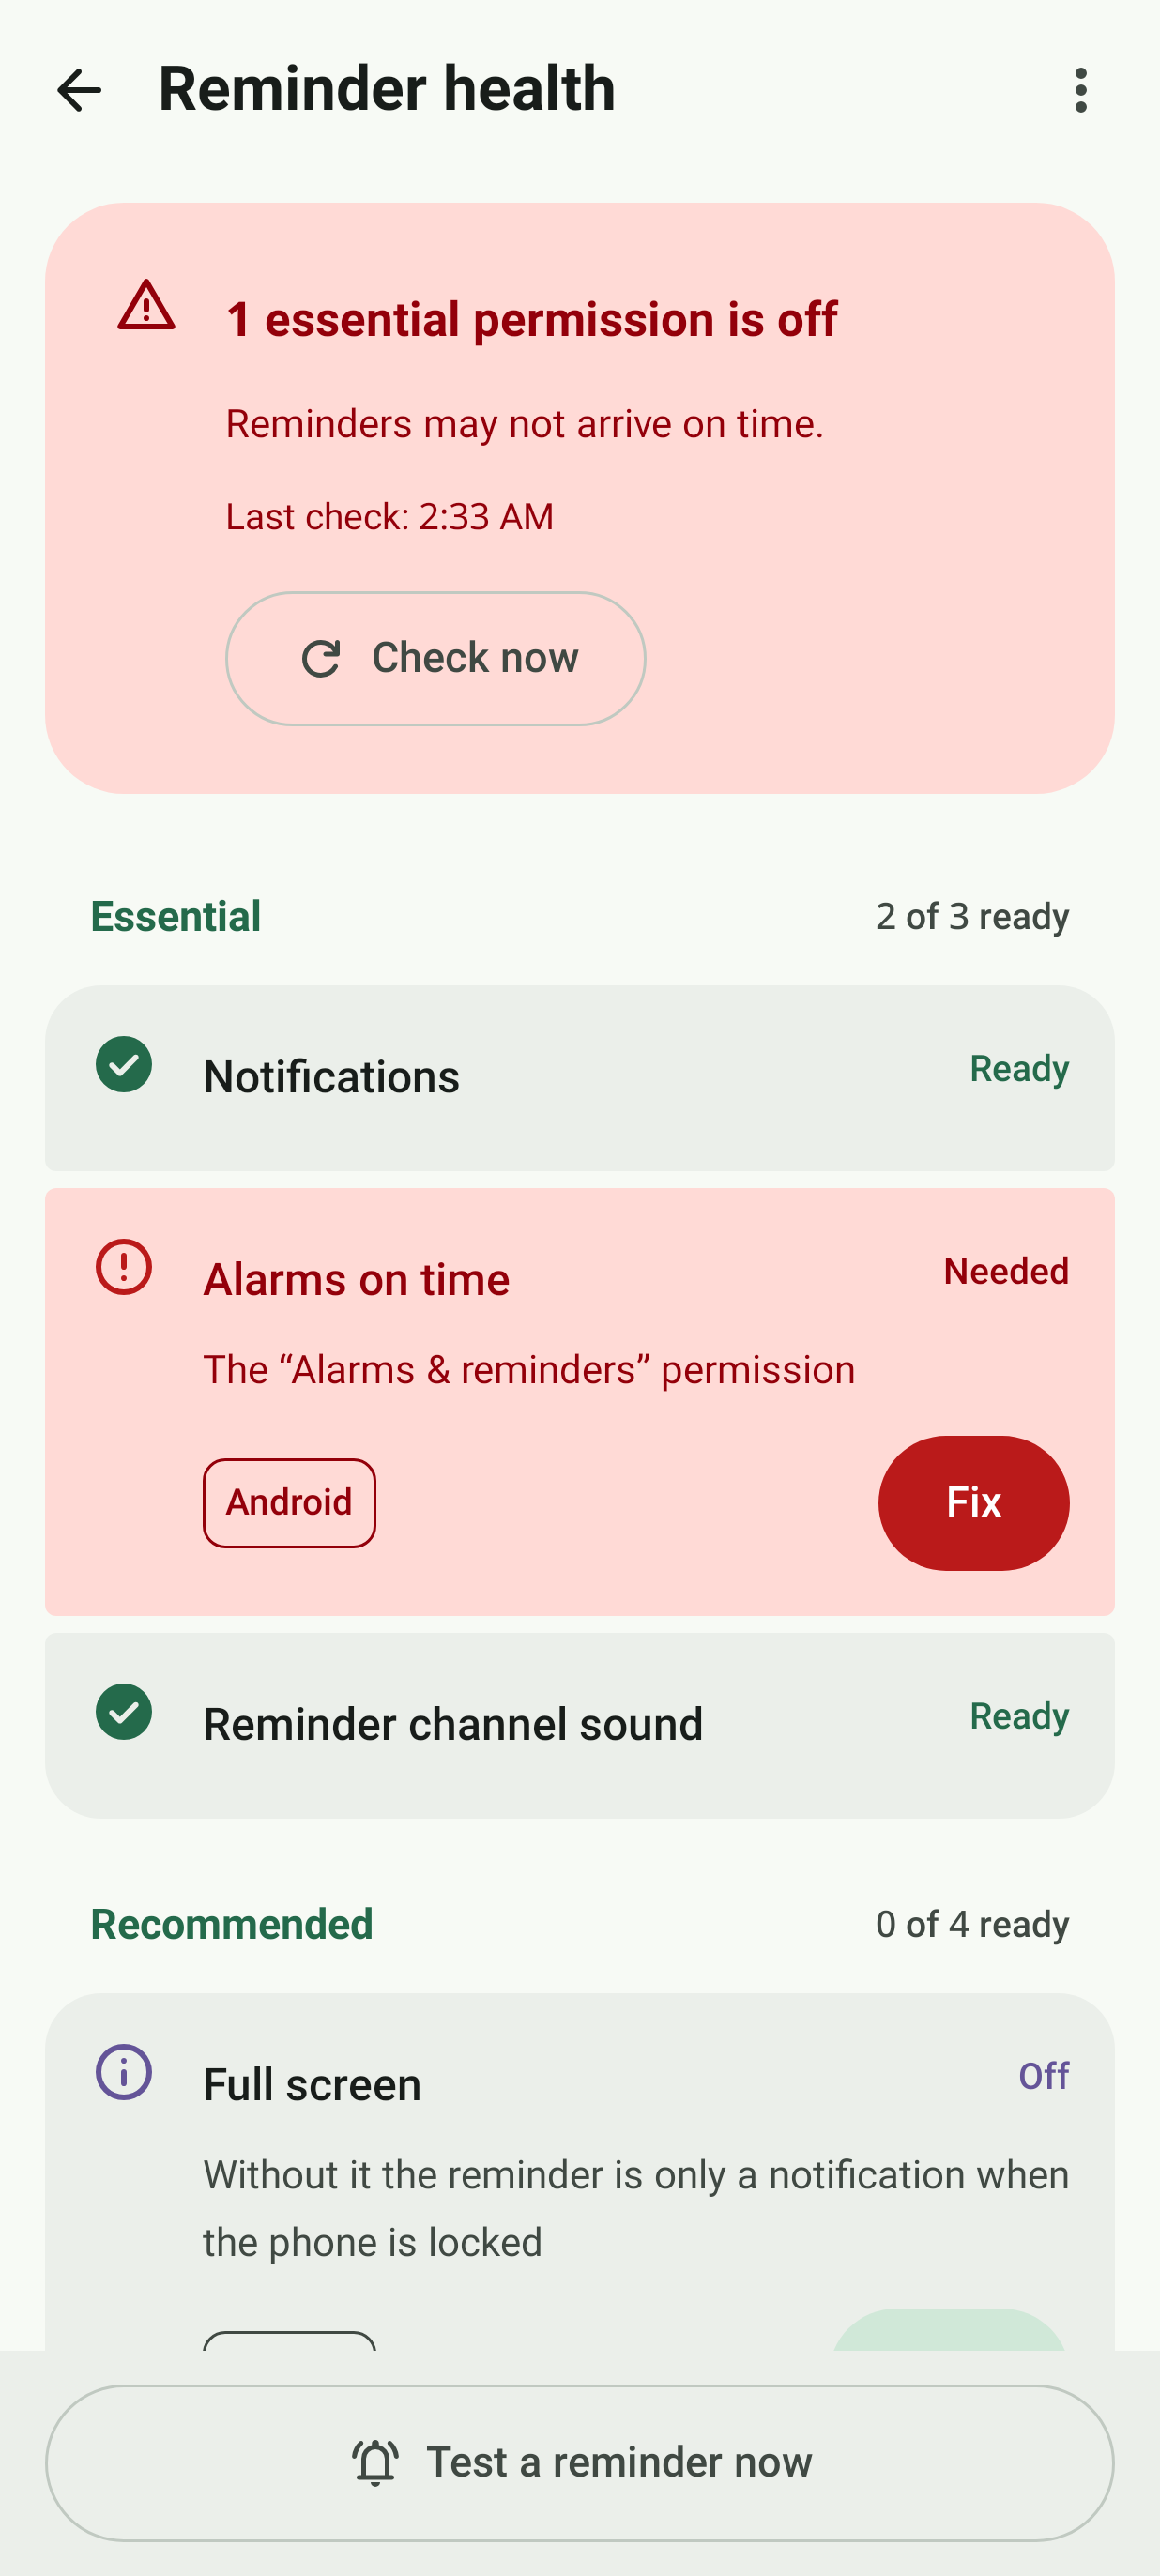 Reminder health
1 essential permission is off
Reminders may not arrive on time.
Last check: 2:33 AM
Check now
Essential
2 of 3 ready
Notifications
Ready
Alarms on time
Needed
The “Alarms & reminders” permission
Android
Fix
Reminder channel sound
Ready
Recommended
0 of 4 ready
Full screen
Off
Without it the reminder is only a notification when
the phone is locked
Test a reminder now